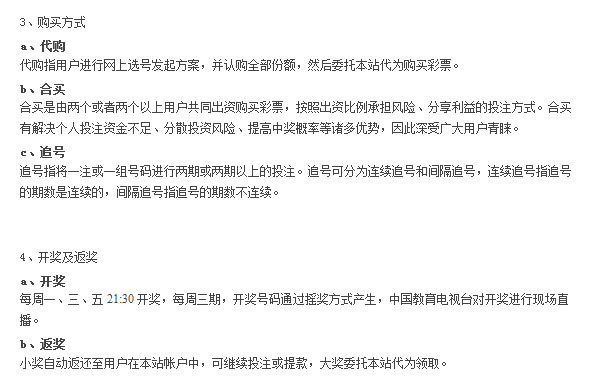 3、购买方式
a、代购
代购指用户进行网上选号发起方案，并认购全部份额，然后委托本站代为购买彩票。
b、合买
合买是由两个或者两个以上用户共同出资购买彩票，按照出资比例承担风险、分享利益的投注方式。合买
有解决个人投注资金不足、分散投资风险、提高中奖概率等诸多优势，因此深受广大用户青睐。
c、追号
追号指将一注或一组号码进行两期或两期以上的投注。追号可分为连续追号和间隔追号，连续追号指追号
的期数是连续的，间隔追号指追号的期数不连续。
4、开奖及返奖
a、开奖
每周一、三、五 21:30 开奖，每周三期，开奖号码通过摇奖方式产生，中国教育电视台对开奖进行现场直
播。
b、返奖
小奖自动返还至用户在本站帐户中，可继续投注或提款，大奖委托本站代为领取。